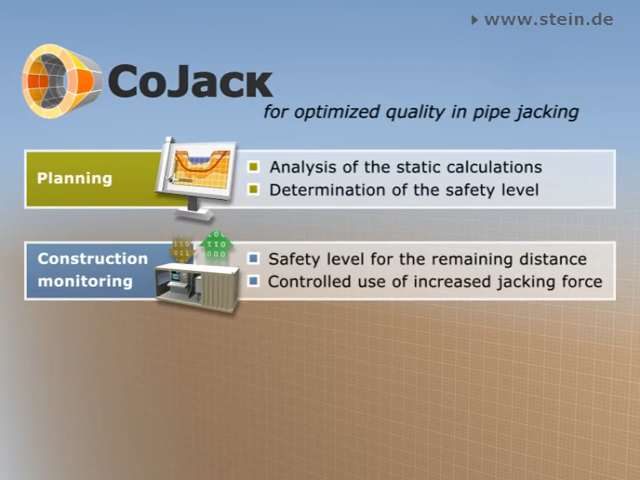 www.stein.de
CoJack
for optimized quality in pipe jacking
Planning
Analysis of the static calculations
Determination of the safety level
Construction
monitoring
Safety level for the remaining distance
Controlled use of increased jacking force